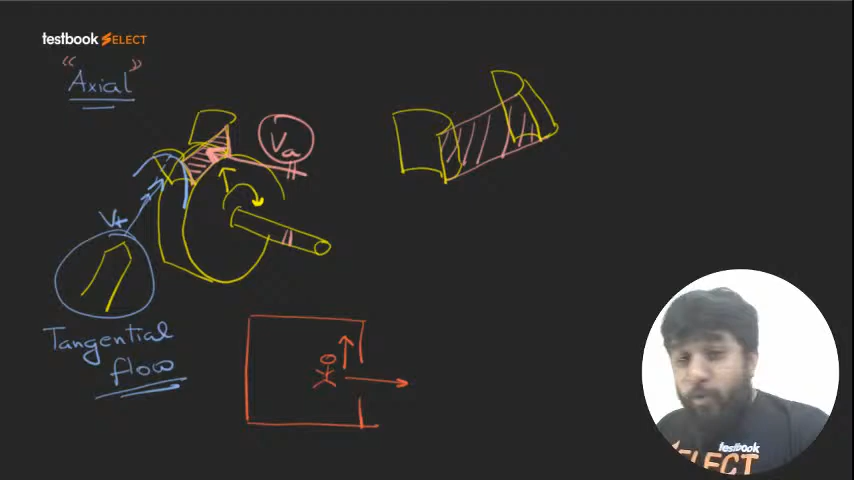 testbook SELECT
"Axial"
Va
Vt
Tangential
flow
testbook
SELECT